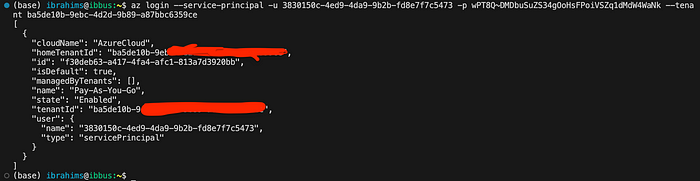 (base) ibrahims@ibbus:~$ az login --service-principal -u 3830150c-4ed9-4da9-9b2b-fd8e7f7c5473 -p wPT8Q~DMDbuSuZS34gOoHsFPoiVSZq1dMdW4WaNk --tena
nt ba5de10b-9ebc-4d2d-9b89-a87bbc6359ce
[
  {
    "cloudName": "AzureCloud",
    "homeTenantId": "ba5de10b-9eb
    "id": "f30deb63-a417-4fa4-afc1-813a7d3920bb",
    "isDefault": true,
    "managedByTenants": [],
    "name": "Pay-As-You-Go",
    "state": "Enabled",
    "tenantId": "ba5de10b-9
    "user": {
      "name": "3830150c-4ed9-4da9-9b2b-fd8e7f7c5473",
      "type": "servicePrincipal"
    }
  }
]
(base) ibrahims@ibbus:~$